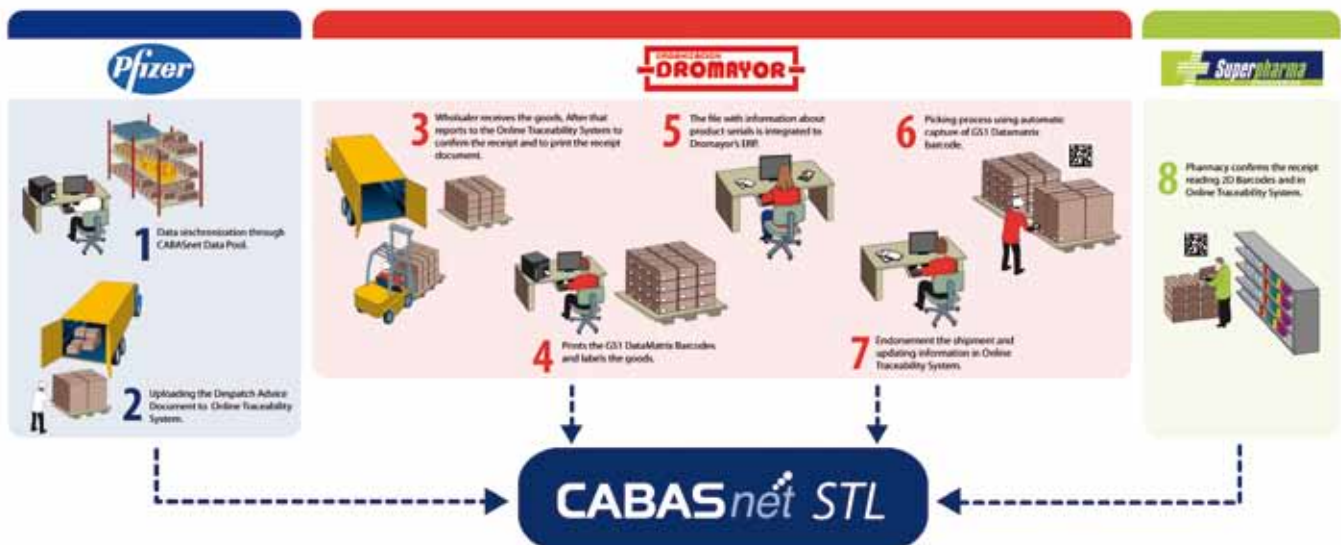 Pfizer
1
Data sinchronization through
CABASnet Data Pool.
2
Uploading the Despatch Advice
Document to Online Traceability
System.
ORGANIZACIÓN
DROMAYOR
3
Wholsaler receives the goods, After that
reports to the Online Traceability System to
confirm the receipt and to print the receipt
document.
4
Prints the GS1 DataMatrix Barcodes
and labels the goods.
5
The file with information about
product serials is integrated to
Dromayor's ERP.
6
Picking process using automatic
capture of GS1 Datamatrix
barcode.
7
Endorsement the shipment and
updating information in Online
Traceability System.
Superpharma
8
Pharmacy confirms the receipt
reading 2D Barcodes and in
Online Traceability System.
CABASnet STL